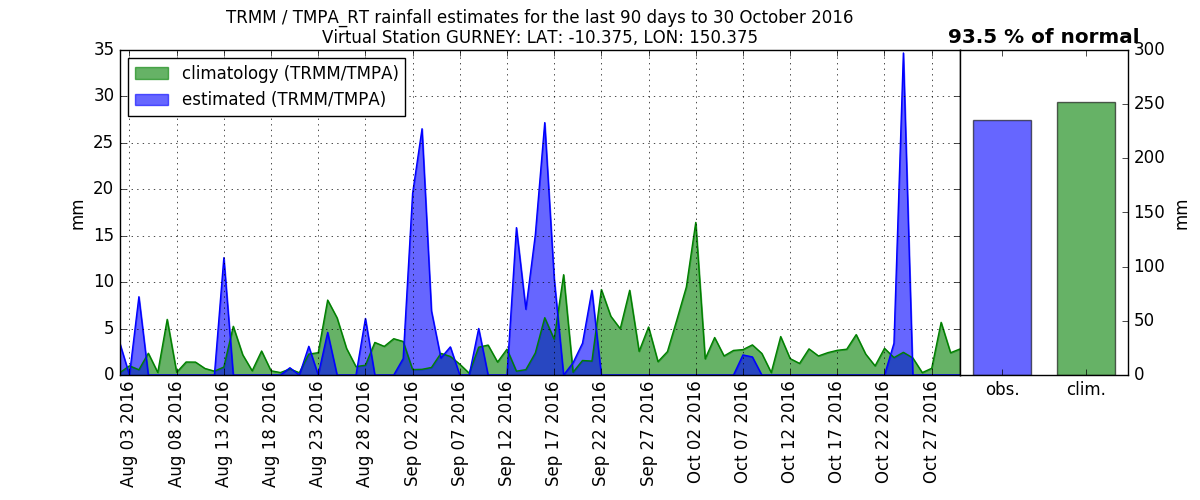 TRMM / TMPA_RT rainfall estimates for the last 90 days to 30 October 2016
Virtual Station GURNEY: LAT: -10.375, LON: 150.375
93.5 % of normal
climatology (TRMM/TMPA)
estimated (TRMM/TMPA)
35
30
25
20
15
10
5
0
mm
Aug 03 2016
Aug 08 2016
Aug 13 2016
Aug 18 2016
Aug 23 2016
Aug 28 2016
Sep 02 2016
Sep 07 2016
Sep 12 2016
Sep 17 2016
Sep 22 2016
Sep 27 2016
Oct 02 2016
Oct 07 2016
Oct 12 2016
Oct 17 2016
Oct 22 2016
Oct 27 2016
obs.
clim.
300
250
200
150
100
50
0
mm